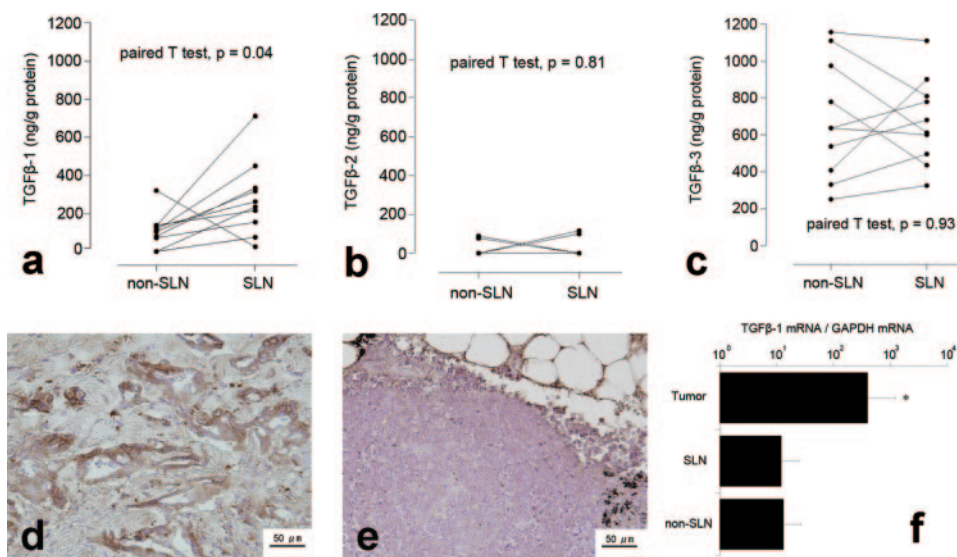 1200
1000
800
600
400
200
0
TGFβ-1 (ng/g protein)
paired T test, p = 0.04
non-SLN SLN
a
1200
1000
800
600
400
200
0
TGFβ-2 (ng/g protein)
paired T test, p = 0.81
non-SLN SLN
b
1200
1000
800
600
400
200
0
TGFβ-3 (ng/g protein)
paired T test, p = 0.93
non-SLN SLN
c
d
50 μm
e
50 μm
TGFβ-1 mRNA / GAPDH mRNA
10⁰ 10¹ 10² 10³ 10⁴
Tumor
*
SLN
non-SLN
f